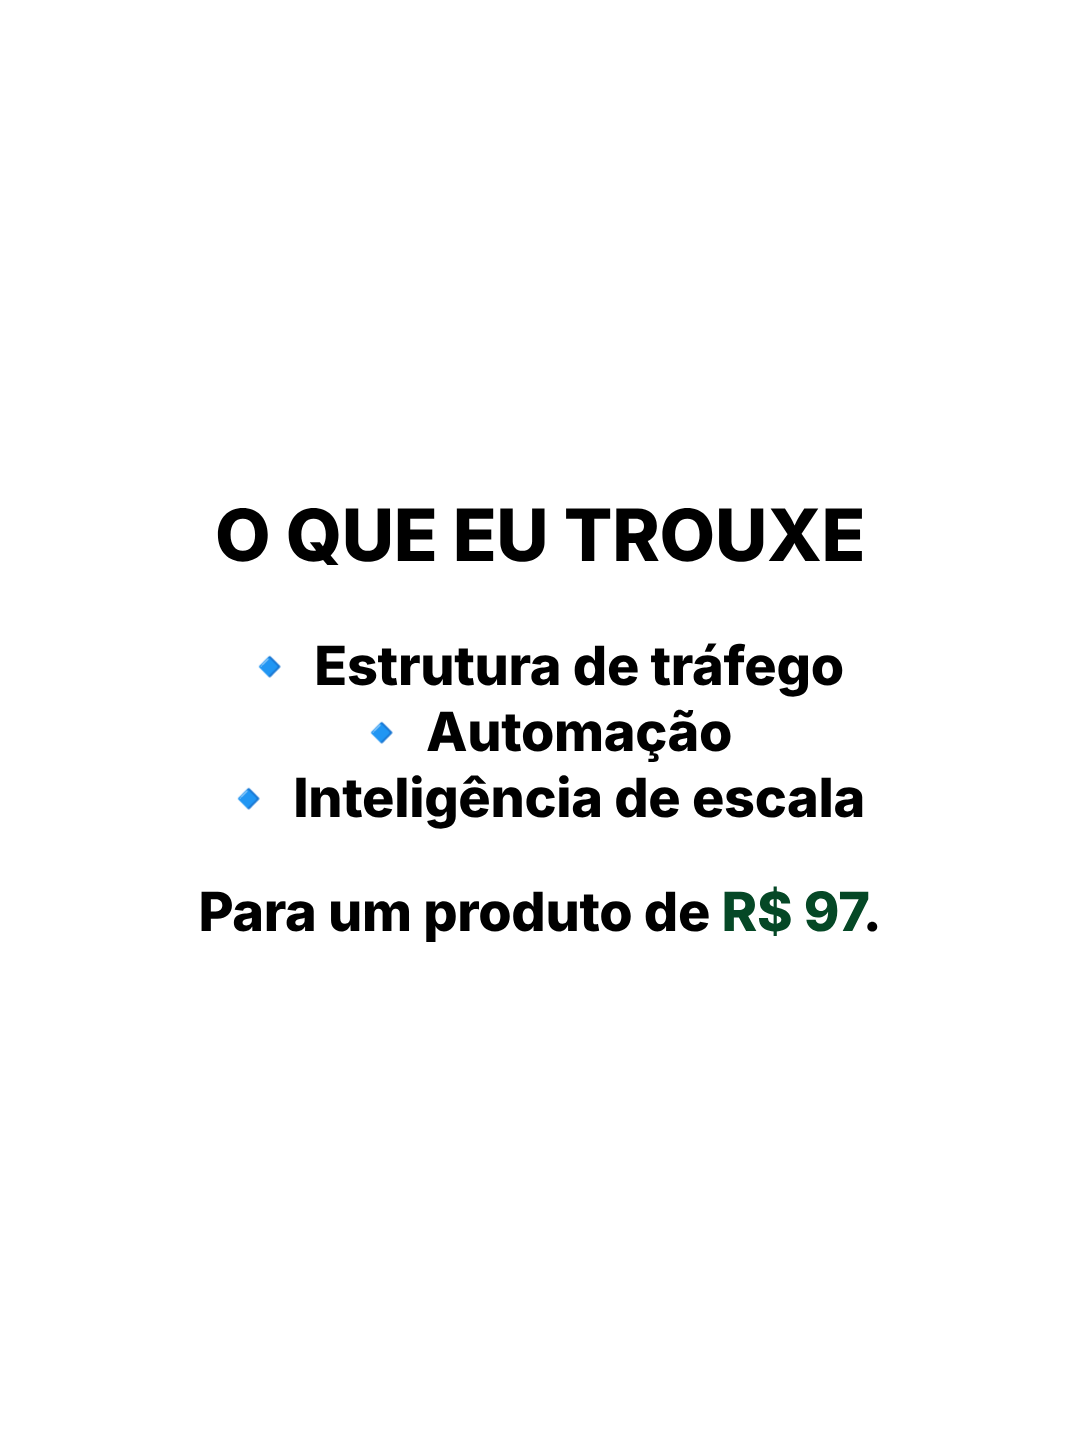 O QUE EU TROUXE
🔹 Estrutura de tráfego
🔹 Automação
🔹 Inteligência de escala
Para um produto de R$ 97.